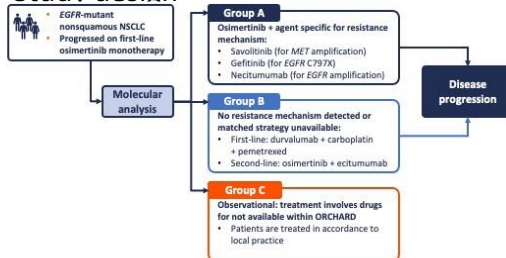 EGFR-mutant
nonsquamous NSCLC
Progressed on first-line
osimertinib monotherapy
Molecular
analysis
Group A
Osimertinib + agent specific for resistance
mechanism:
Savolitinib (for MET amplification)
Gefitinib (for EGFR C797X)
Necitumumab (for EGFR amplification)
Group B
No resistance mechanism detected or
matched strategy unavailable:
First-line: durvalumab + carboplatin
+ pemetrexed
Second-line: osimertinib + ecitumumab
Group C
Observational: treatment involves drugs
for not available within ORCHARD
Patients are treated in accordance to
local practice
Disease
progression